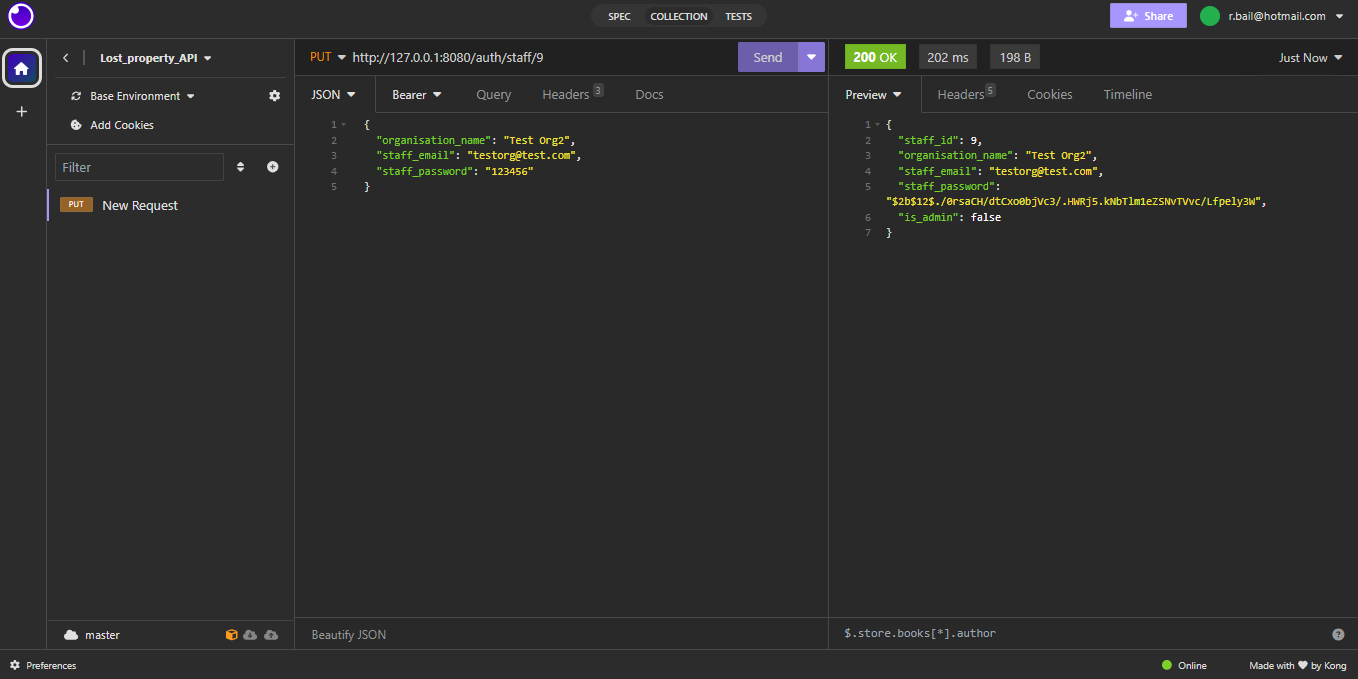 SPEC COLLECTION TESTS
Share
r.bail@hotmail.com
Lost_property_API
Base Environment
Add Cookies
Filter
PUT New Request
master
PUT http://127.0.0.1:8080/auth/staff/9
Send
JSON Bearer Query Headers 3 Docs
1 {
2 "organisation_name": "Test Org2",
3 "staff_email": "testorg@test.com",
4 "staff_password": "123456"
5 }
Beautify JSON
200 OK 202 ms 198 B Just Now
Preview Headers 5 Cookies Timeline
1 {
2 "staff_id": 9,
3 "organisation_name": "Test Org2",
4 "staff_email": "testorg@test.com",
5 "staff_password":
"$2b$12$./0rsaCH/dtCxo0bjVc3/.HWRj5.kNbTlm1eZSNvTVvc/Lfpely3W",
6 "is_admin": false
7 }
$.store.books[*].author
?
Preferences
Online
Made with ♥ by Kong